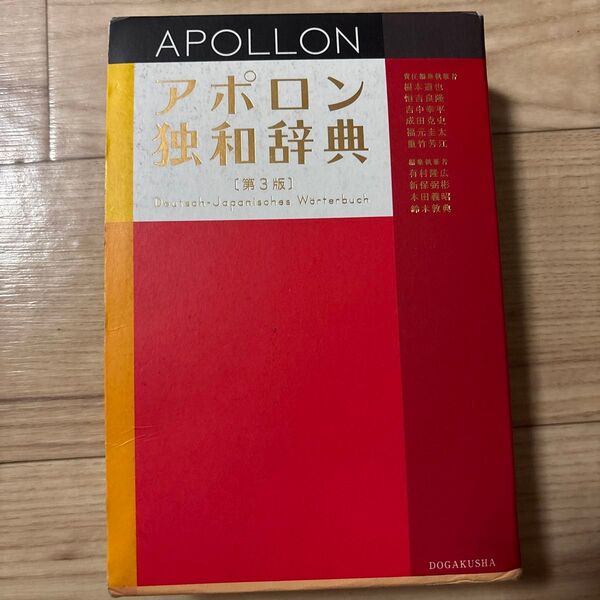 APOLLON
アポロン
独和辞典
［第3版］
Deutsch-Japanisches Wörterbuch
責任編集執筆者
根本道也
恒吉良隆
吉中幸平
成田克史
福元圭太
重竹芳江
編集執筆者
有村隆広
新保弼彬
本田義昭
鈴木敦典
DOGAKUSHA